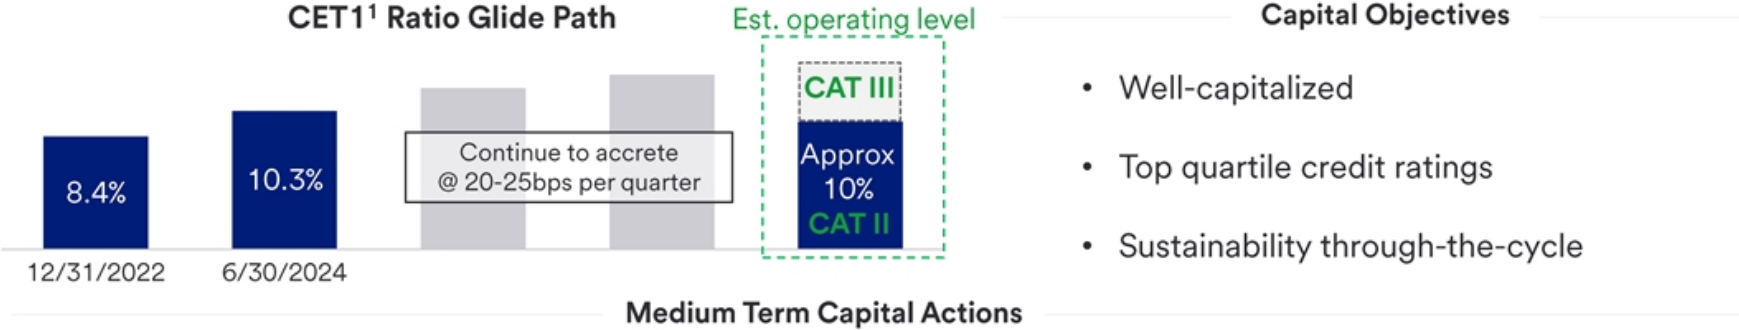 CET1¹ Ratio Glide Path
Est. operating level
8.4%
10.3%
Continue to accrete
@ 20-25bps per quarter
CAT III
Approx
10%
CAT II
12/31/2022
6/30/2024
Capital Objectives
• Well-capitalized
• Top quartile credit ratings
• Sustainability through-the-cycle
Medium Term Capital Actions